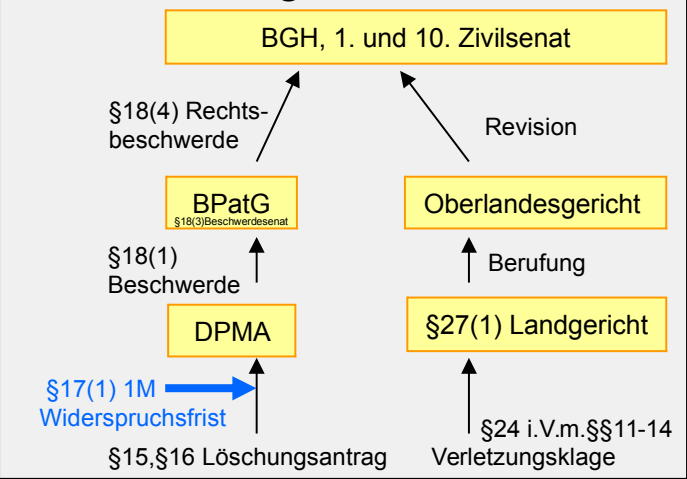 BGH, 1. und 10. Zivilsenat
§18(4) Rechts-
beschwerde
Revision
BPatG
§18(3)Beschwerdesenat
Oberlandesgericht
§18(1)
Beschwerde
Berufung
DPMA
§27(1) Landgericht
§17(1) 1M
Widerspruchsfrist
§24 i.V.m.§§11-14
§15,§16 Löschungsantrag
Verletzungsklage